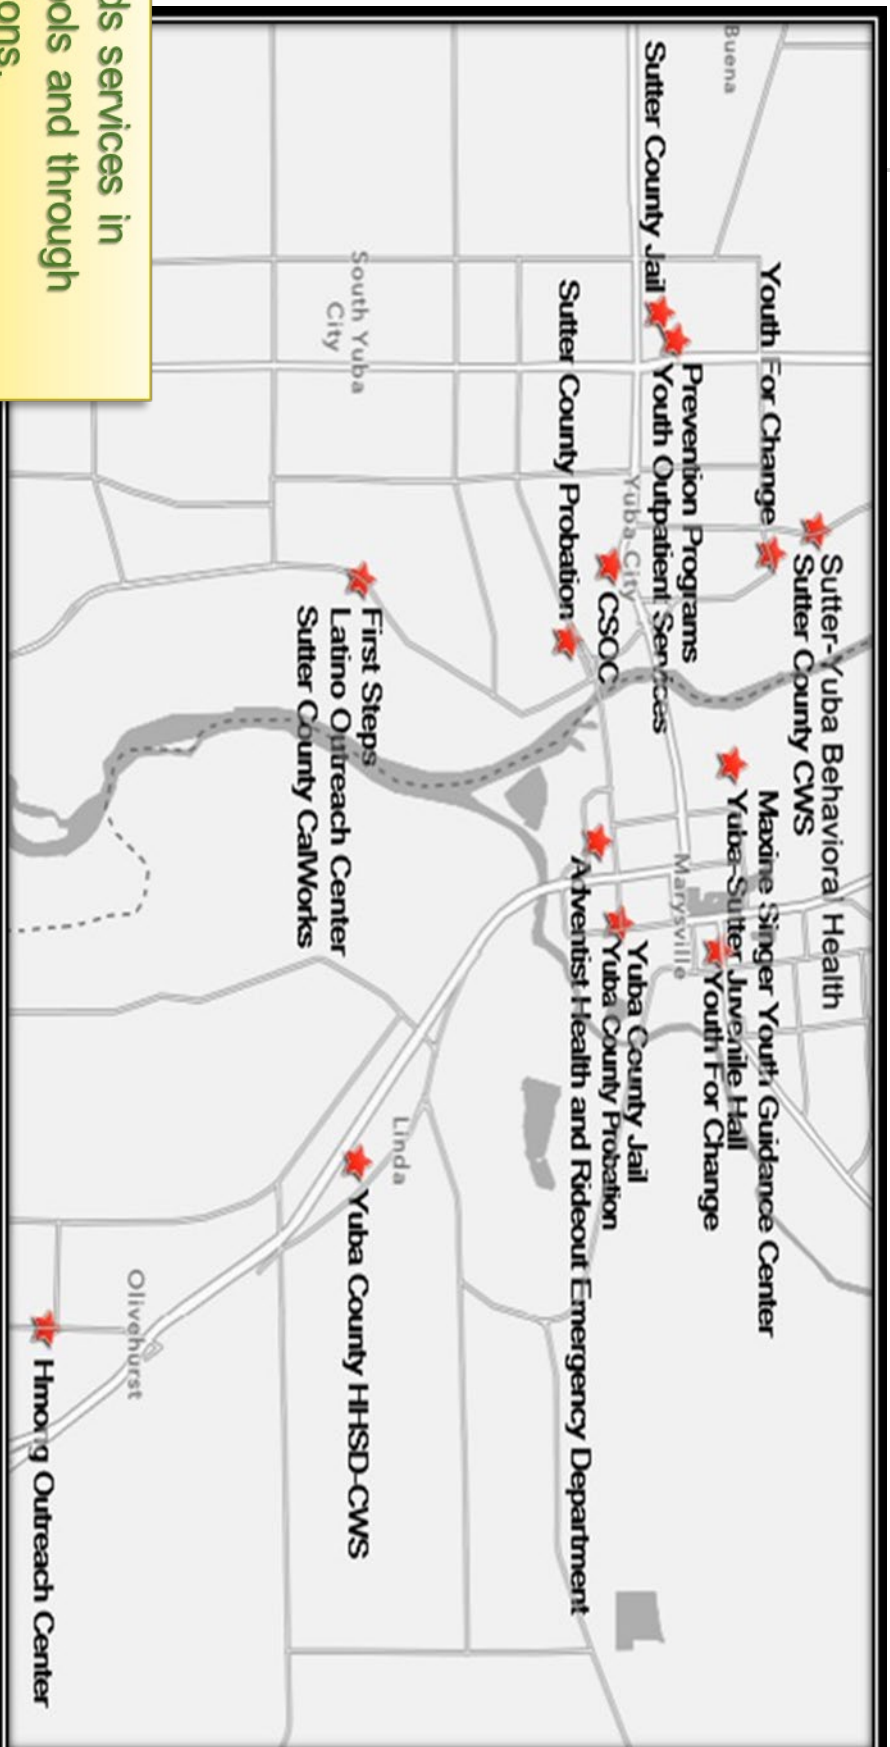 Sutter-Yuba Behavioral Health
Sutter County CWS
Youth For Change
Buena
Maxine Singer Youth Guidance Center
Yuba-Sutter Juvenile Hall
Youth For Change
Prevention Programs
Youth Outpatient Services
Sutter County Jail
Marysville
Yuba City
Yuba County Jail
Yuba County Probation
CSOC
Sutter County Probation
Adventist Health and Rideout Emergency Department
Linda
First Steps
Latino Outreach Center
Sutter County CalWorks
South Yuba
City
Yuba County HHSD-CWS
Olivehurst
Hmong Outreach Center
services in
and through